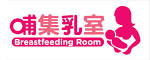 哺集乳室
Breastfeeding Room